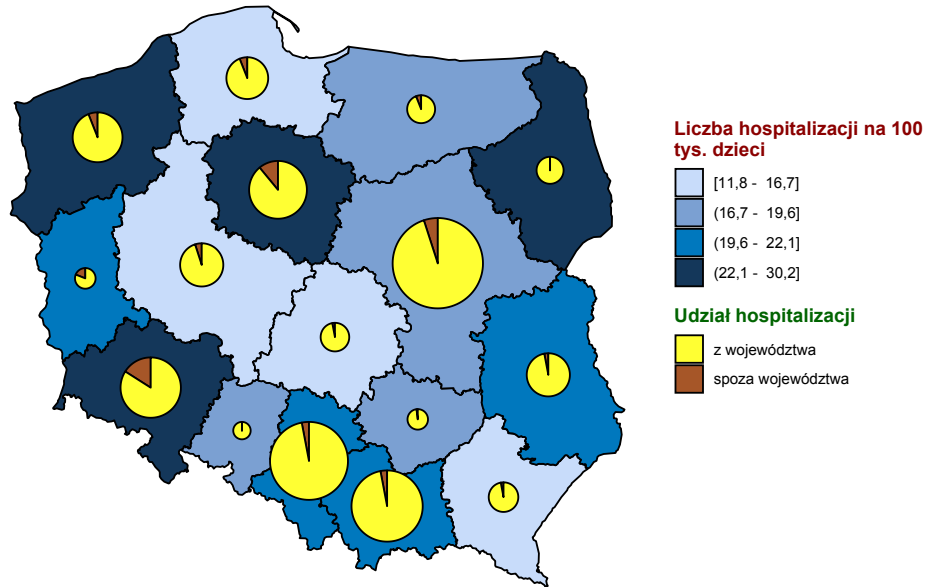 Liczba hospitalizacji na 100
tys. dzieci
[11,8 - 16,7]
(16,7 - 19,6]
(19,6 - 22,1]
(22,1 - 30,2]
Udział hospitalizacji
z województwa
spoza województwa